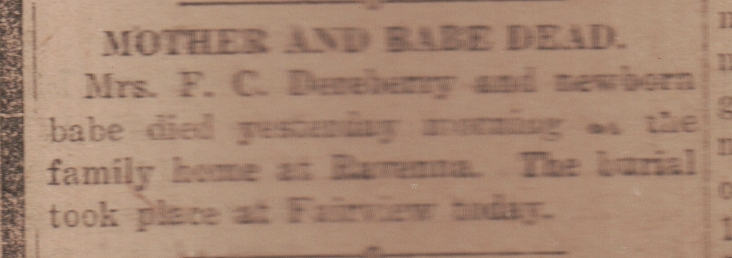 MOTHER AND BABE DEAD.
Mrs. F. C. Dereberry and newborn
babe died yesterday morning at the
family home at Ravenna. The burial
took place at Fairview today.